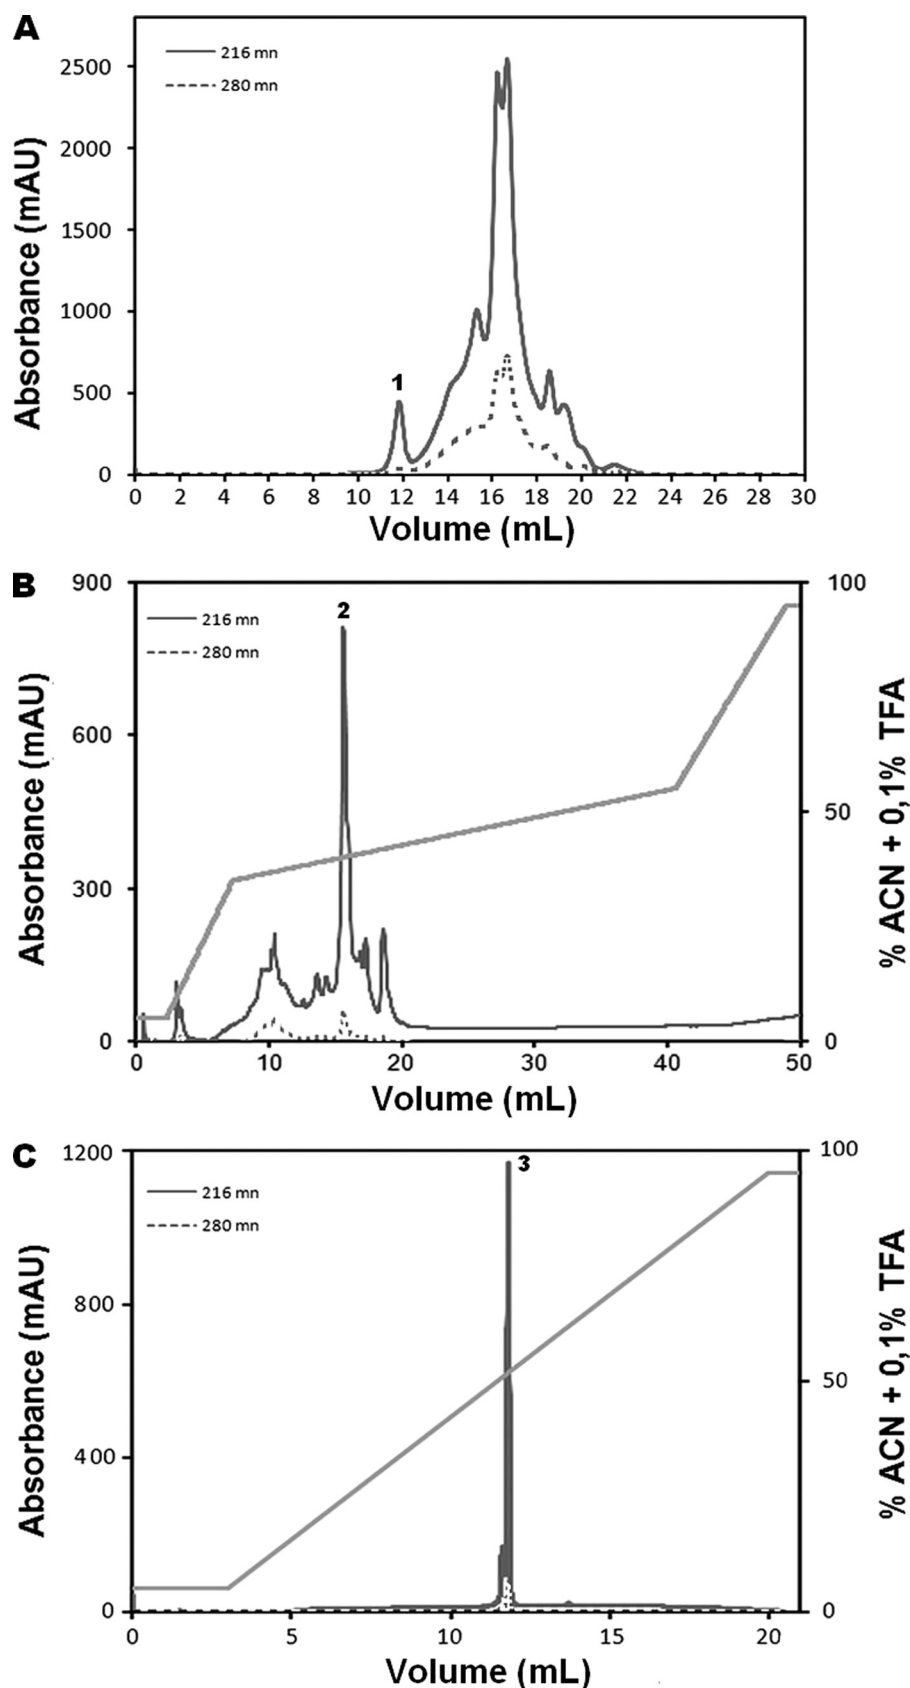 A
216 mn
280 mn
2500
2000
1500
1000
500
0
1
Absorbance (mAU)
0 2 4 6 8 10 12 14 16 18 20 22 24 26 28 30
Volume (mL)
B
216 mn
280 mn
900
600
300
0
2
100
50
0
Absorbance (mAU)
% ACN + 0,1% TFA
0 10 20 30 40 50
Volume (mL)
C
216 mn
280 mn
1200
800
400
0
3
100
50
0
Absorbance (mAU)
% ACN + 0,1% TFA
0 5 10 15 20
Volume (mL)